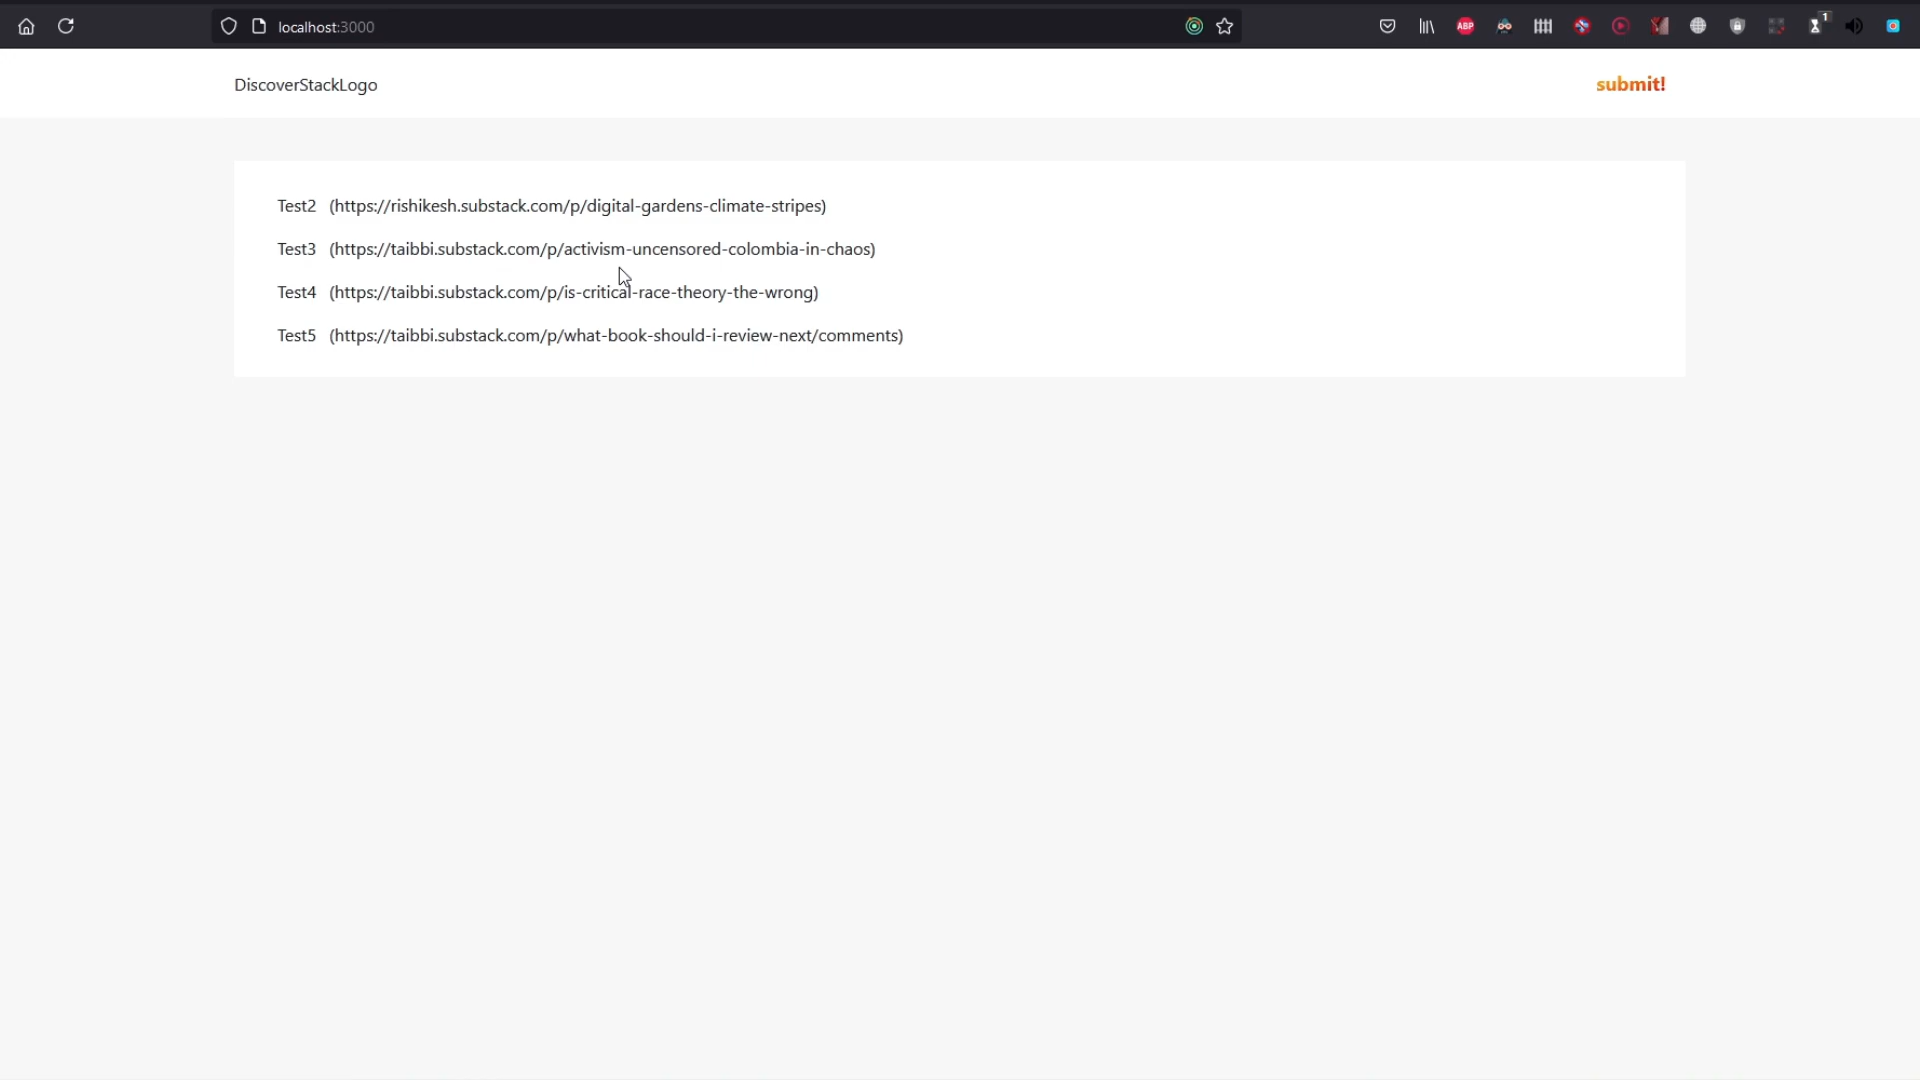 localhost:3000
ABP
1
DiscoverStackLogo
submit!
Test2 (https://rishikesh.substack.com/p/digital-gardens-climate-stripes)
Test3 (https://taibbi.substack.com/p/activism-uncensored-colombia-in-chaos)
Test4 (https://taibbi.substack.com/p/is-critical-race-theory-the-wrong)
Test5 (https://taibbi.substack.com/p/what-book-should-i-review-next/comments)